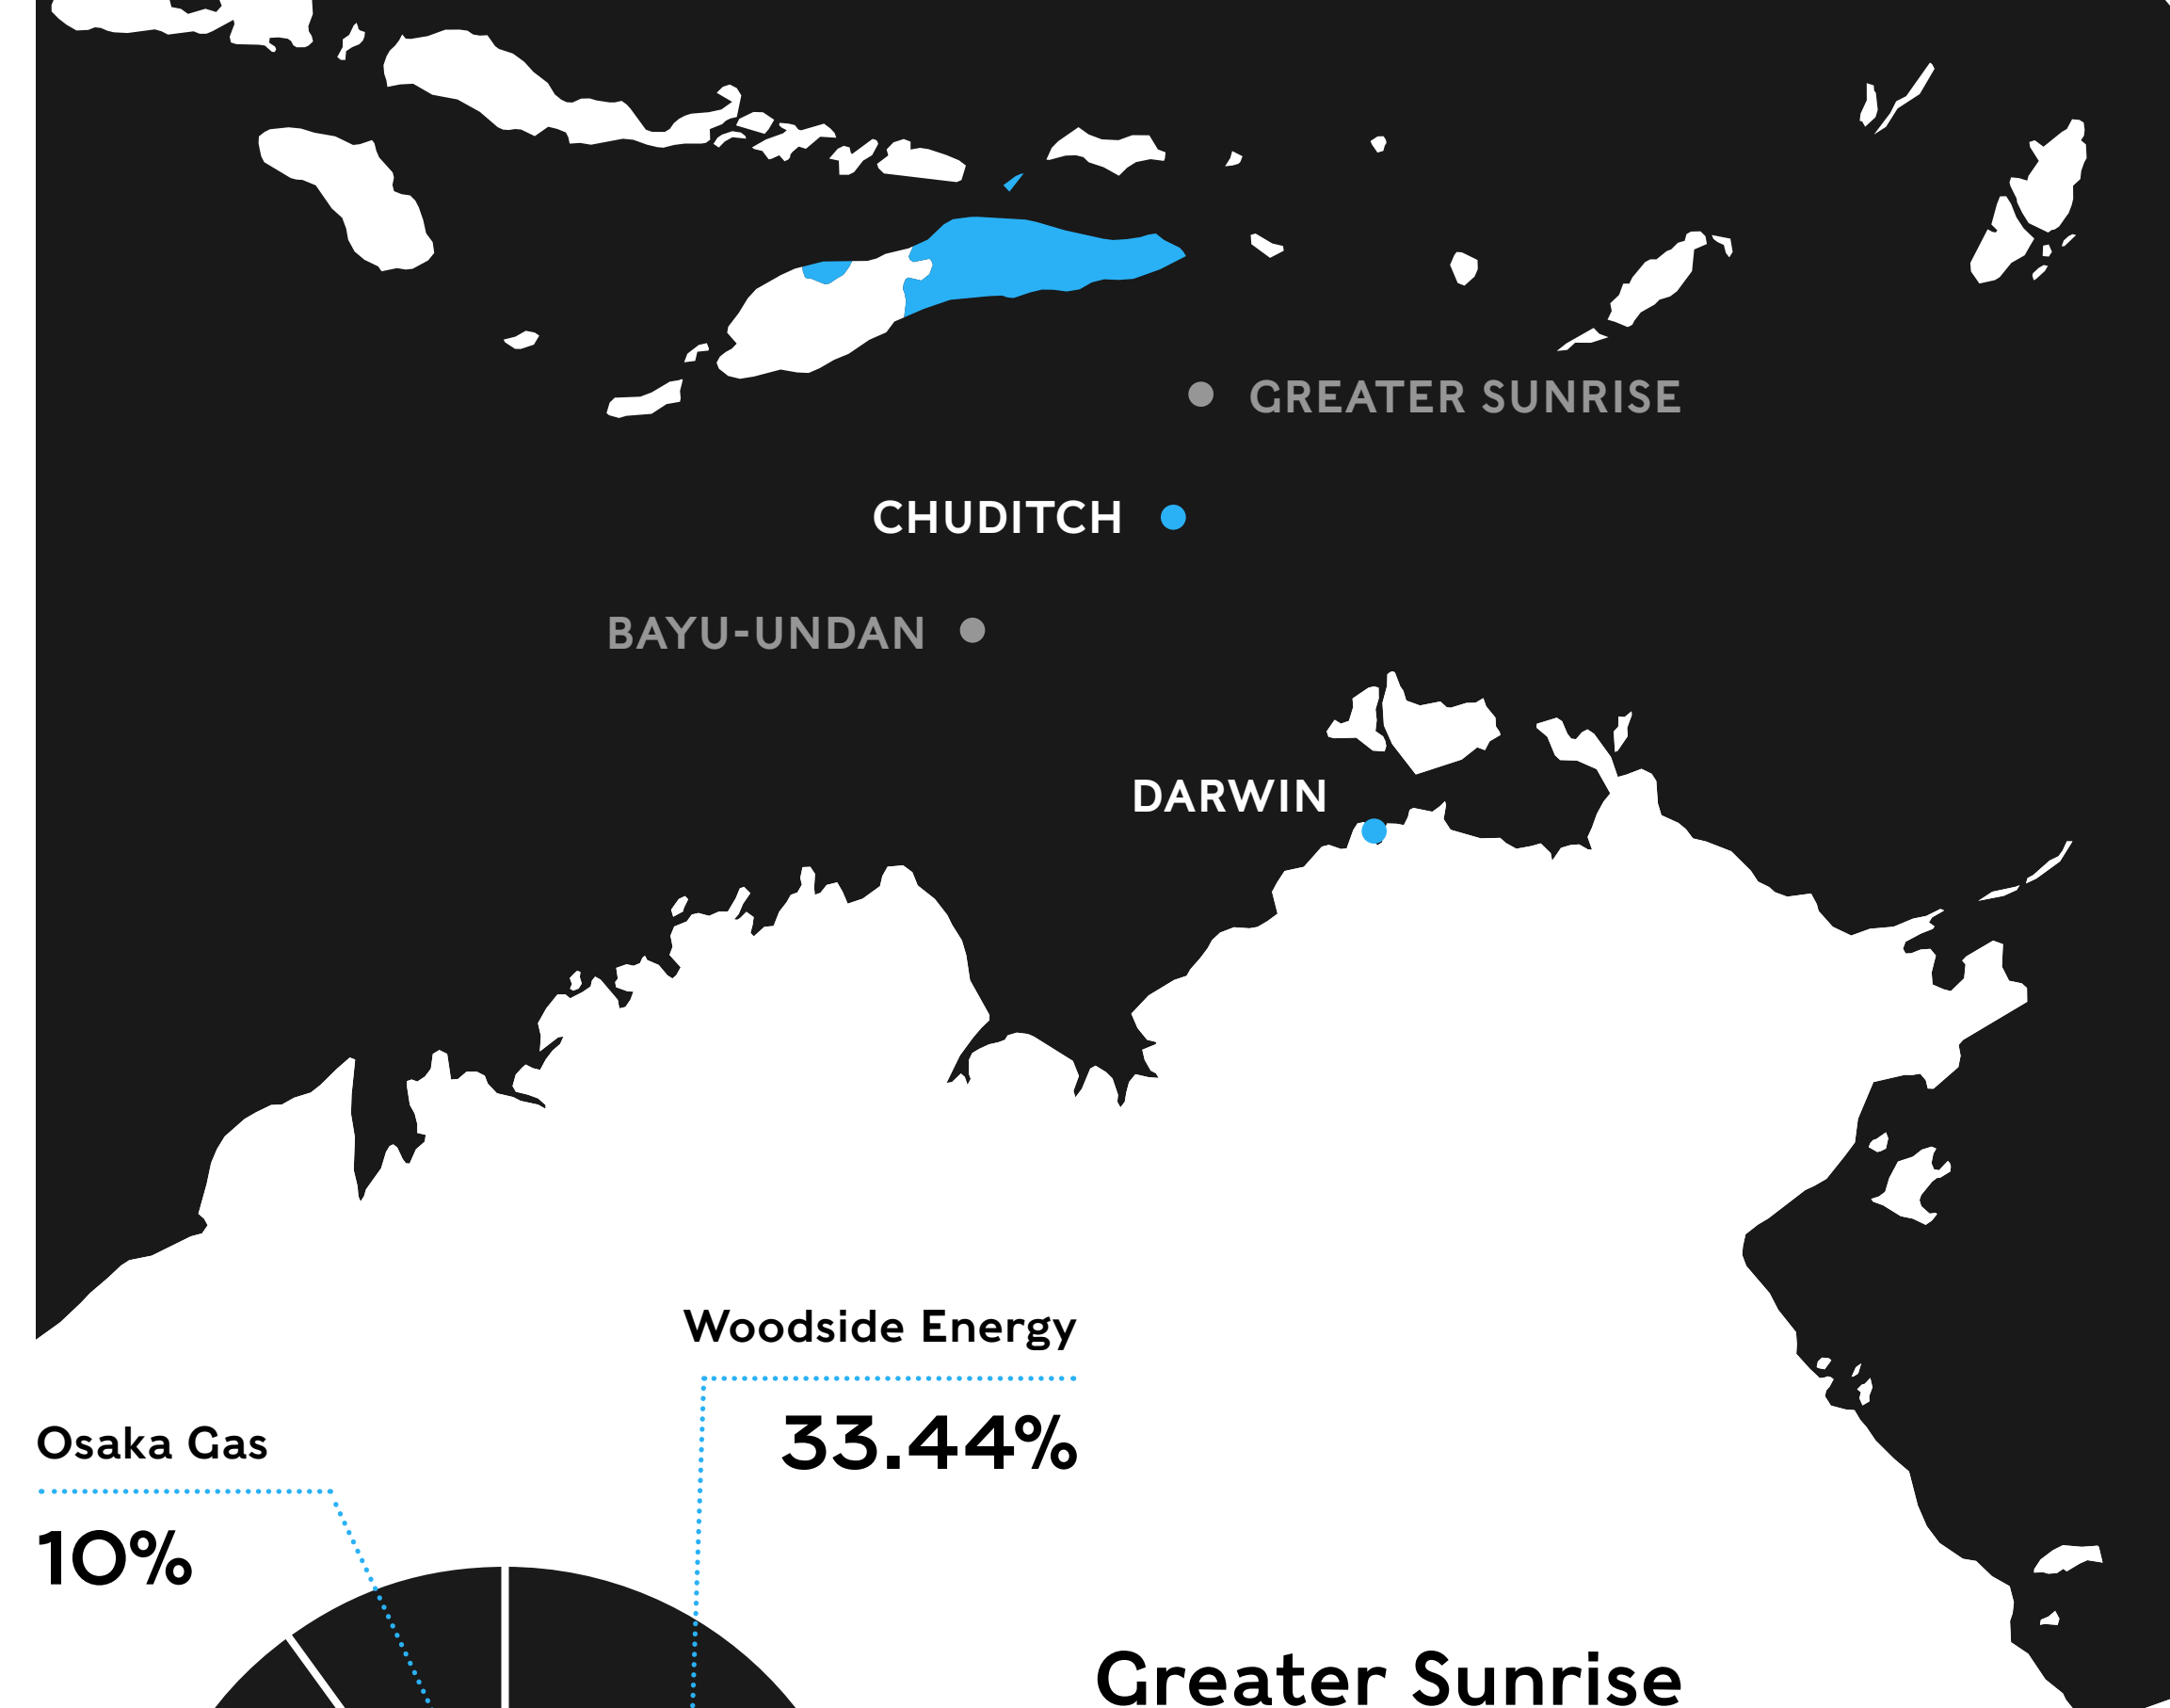 GREATER SUNRISE
CHUDITCH
BAYU-UNDAN
DARWIN
Woodside Energy
33.44%
Osaka Gas
10%
Greater Sunrise